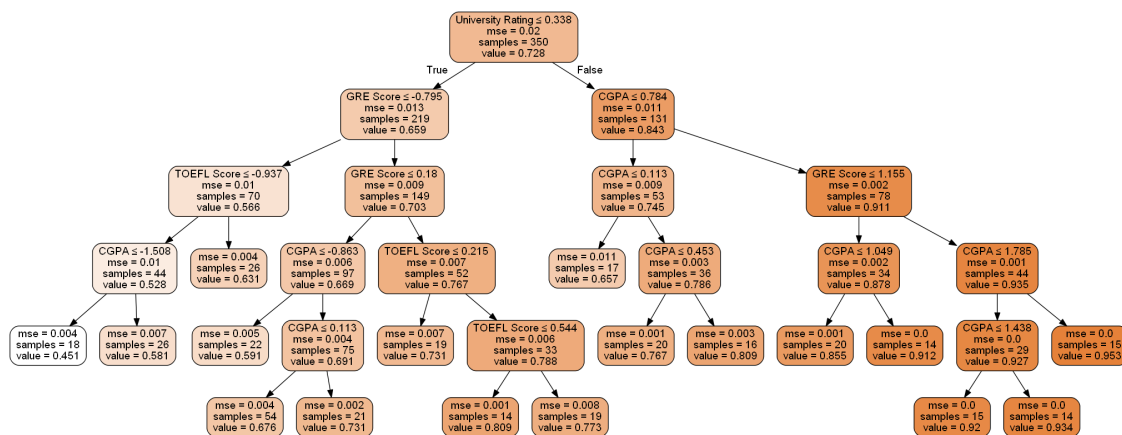 University Rating ≤ 0.338
mse = 0.02
samples = 350
value = 0.728
True
False
GRE Score ≤ -0.795
mse = 0.013
samples = 219
value = 0.659
CGPA ≤ 0.784
mse = 0.011
samples = 131
value = 0.843
TOEFL Score ≤ -0.937
mse = 0.01
samples = 70
value = 0.566
GRE Score ≤ 0.18
mse = 0.009
samples = 149
value = 0.703
CGPA ≤ 0.113
mse = 0.009
samples = 53
value = 0.745
GRE Score ≤ 1.155
mse = 0.002
samples = 78
value = 0.911
CGPA ≤ -1.508
mse = 0.01
samples = 44
value = 0.528
mse = 0.004
samples = 26
value = 0.631
CGPA ≤ -0.863
mse = 0.006
samples = 97
value = 0.669
TOEFL Score ≤ 0.215
mse = 0.007
samples = 52
value = 0.767
mse = 0.011
samples = 17
value = 0.657
CGPA ≤ 0.453
mse = 0.003
samples = 36
value = 0.786
CGPA ≤ 1.049
mse = 0.002
samples = 34
value = 0.878
CGPA ≤ 1.785
mse = 0.001
samples = 44
value = 0.935
mse = 0.004
samples = 18
value = 0.451
mse = 0.007
samples = 26
value = 0.581
mse = 0.005
samples = 22
value = 0.591
CGPA ≤ 0.113
mse = 0.004
samples = 75
value = 0.691
mse = 0.007
samples = 19
value = 0.731
TOEFL Score ≤ 0.544
mse = 0.006
samples = 33
value = 0.788
mse = 0.001
samples = 20
value = 0.767
mse = 0.003
samples = 16
value = 0.809
mse = 0.001
samples = 20
value = 0.855
mse = 0.0
samples = 14
value = 0.912
CGPA ≤ 1.438
mse = 0.0
samples = 29
value = 0.927
mse = 0.0
samples = 15
value = 0.953
mse = 0.004
samples = 54
value = 0.676
mse = 0.002
samples = 21
value = 0.731
mse = 0.001
samples = 14
value = 0.809
mse = 0.008
samples = 19
value = 0.773
mse = 0.0
samples = 15
value = 0.92
mse = 0.0
samples = 14
value = 0.934